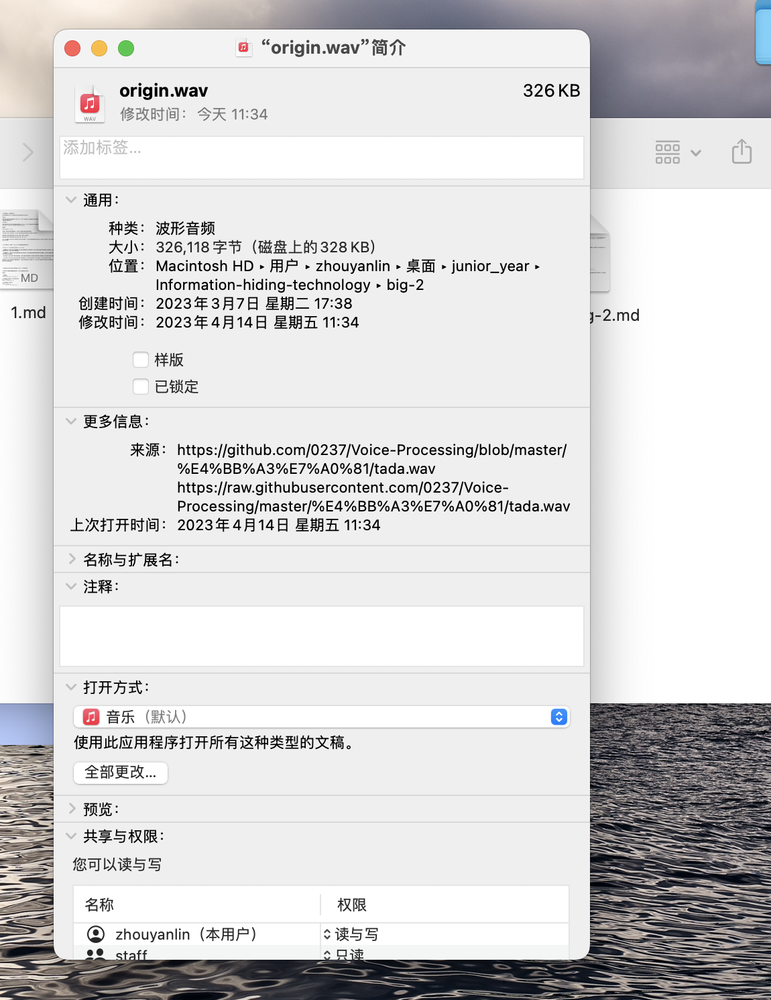 “origin.wav”简介
WAV
origin.wav
326 KB
修改时间： 今天 11:34
添加标签...
通用：
种类： 波形音频
大小： 326,118 字节（磁盘上的 328 KB）
位置： Macintosh HD ▸ 用户 ▸ zhouyanlin ▸ 桌面 ▸ junior_year ▸
Information-hiding-technology ▸ big-2
创建时间： 2023年3月7日 星期二 17:38
修改时间： 2023年4月14日 星期五 11:34
MD
1.md
g-2.md
样版
已锁定
更多信息：
来源： https://github.com/0237/Voice-Processing/blob/master/
%E4%BB%A3%E7%A0%81/tada.wav
https://raw.githubusercontent.com/0237/Voice-
Processing/master/%E4%BB%A3%E7%A0%81/tada.wav
上次打开时间： 2023年4月14日 星期五 11:34
名称与扩展名：
注释：
打开方式：
音乐（默认）
使用此应用程序打开所有这种类型的文稿。
全部更改...
预览：
共享与权限：
您可以读与写
名称 权限
zhouyanlin（本用户） 读与写
staff 只读